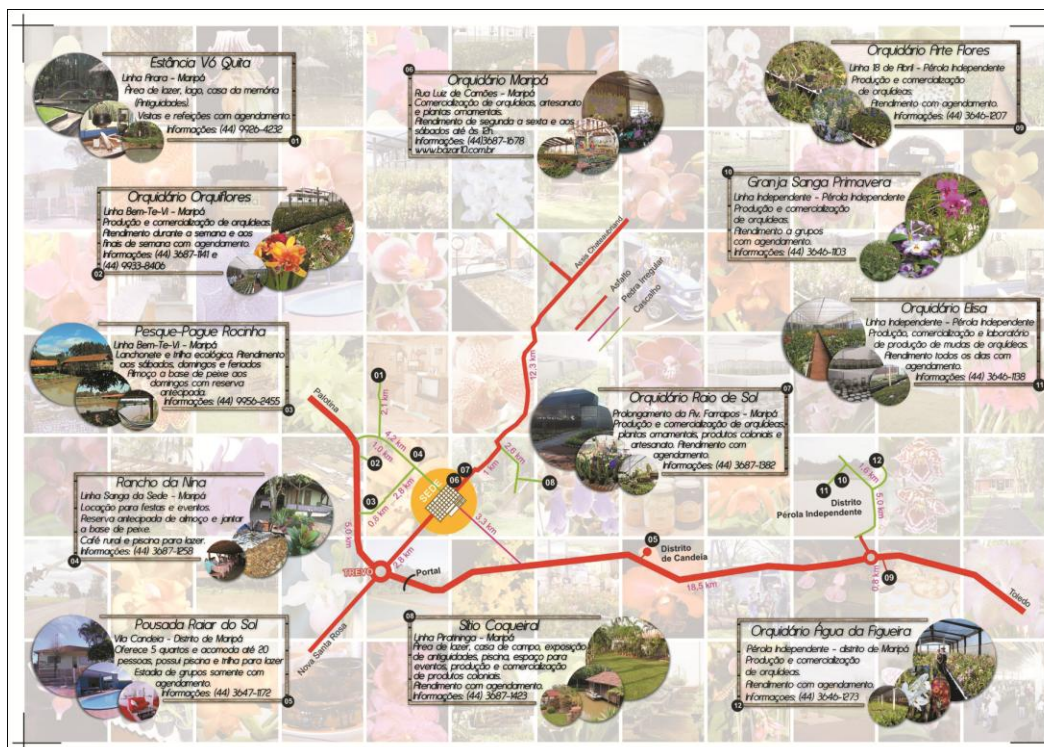 Estância Vó Quita
Linha Arara - Maripá
Área de lazer, lago, casa da memória
(Antiguidades).
Visitas e refeições com agendamento.
Informações: (44) 9926-4232
01
Orquidário Orquiflores
Linha Bem-Te-Vi - Maripá
Produção e comercialização de orquídeas.
Atendimento durante a semana e aos
finais de semana com agendamento.
Informações: (44) 3687-1141 e
(44) 9933-8406
02
Pesque-Pague Rocinha
Linha Bem-Te-Vi - Maripá
Lanchonete e trilha ecológica. Atendimento
aos sábados, domingos e feriados
Almoço a base de peixe aos
domingos com reserva
antecipada.
Informações: (44) 9956-2455
03
Rancho da Nina
Linha Sanga da Sede - Maripá
Locação para festas e eventos.
Reserva antecipada de almoço e jantar
a base de peixe.
Café rural e piscina para lazer.
Informações: (44) 3687-1258
04
Pousada Raiar do Sol
Vila Candeia - Distrito de Maripá
Oferece 5 quartos e acomoda até 20
pessoas, possui piscina e trilha para lazer
Estadia de grupos somente com
agendamento.
Informações: (44) 3647-1172
05
06
Orquidário Maripá
Rua Luiz de Camões - Maripá
Comercialização de orquídeas, artesanato
e plantas ornamentais.
Atendimento de segunda a sexta e aos
sábados até às 12h.
Informações: (44)3687-1678
www.bazar10.com.br
07
Orquidário Raio de Sol
Prolongamento da Av. Farrapos - Maripá
Produção e comercialização de orquídeas,
plantas ornamentais, produtos coloniais e
artesanato. Atendimento com
agendamento.
Informações: (44) 3687-1382
08
Sítio Coqueiral
Linha Piratininga - Maripá
Área de lazer, casa de campo, exposição
de antiguidades, piscina, espaço para
eventos, produção e comercialização
de produtos coloniais.
Atendimento com agendamento.
Informações: (44) 3687-1423
Orquidário Arte Flores
Linha 18 de Abril - Pérola Independente
Produção e comercialização
de orquídeas.
Atendimento com agendamento.
Informações: (44) 3646-1207
09
10
Granja Sanga Primavera
Linha Independente - Pérola Independente
Produção e comercialização
de orquídeas.
Atendimento a grupos
com agendamento.
Informações: (44) 3646-1103
Orquidário Elisa
Linha Independente - Pérola Independente
Produção, comercialização e laboratório
de produção de mudas de orquídeas.
Atendimento todos os dias com
agendamento.
Informações: (44) 3646-1138
11
Orquidário Água da Figueira
Pérola Independente - distrito de Maripá
Produção e comercialização
de orquídeas.
Atendimento com agendamento.
Informações: (44) 3646-1273
12
Assis Chateaubriand
Asfalto
Pedra Irregular
Cascalho
12,3 km
Palotina
01
2,1 km
4,2 km
1,0 km
04
02
2,8 km
03
0,6 km
5,0 km
SEDE
07
06
1 km
2,6 km
08
3,3 km
2,8 km
TREVO
Portal
Nova Santa Rosa
05
Distrito
de Candeia
18,5 km
12
1,6 km
10
11
5,0 km
Distrito
Pérola Independente
0,8 km
09
Toledo